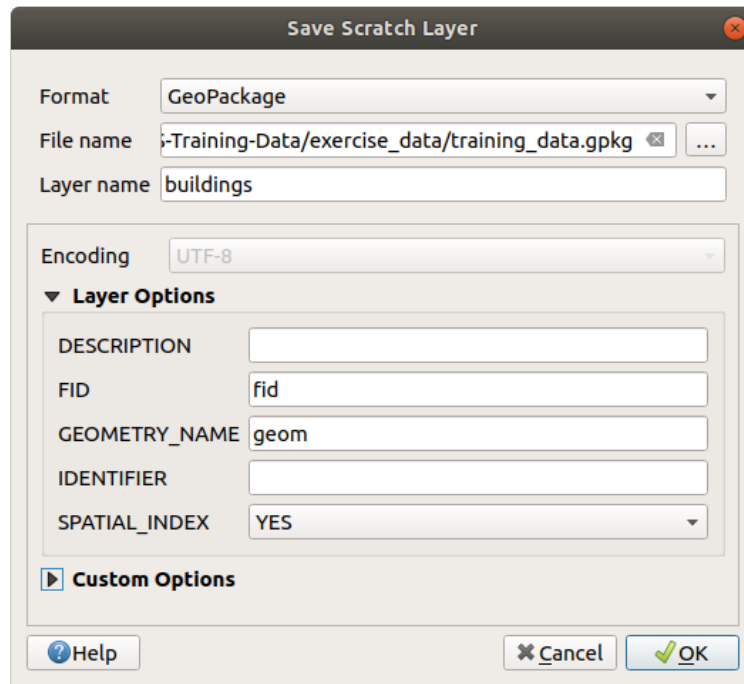 Save Scratch Layer
Format GeoPackage
File name -Training-Data/exercise_data/training_data.gpkg ...
Layer name buildings
Encoding UTF-8
Layer Options
DESCRIPTION
FID fid
GEOMETRY_NAME geom
IDENTIFIER
SPATIAL_INDEX YES
Custom Options
Help Cancel OK